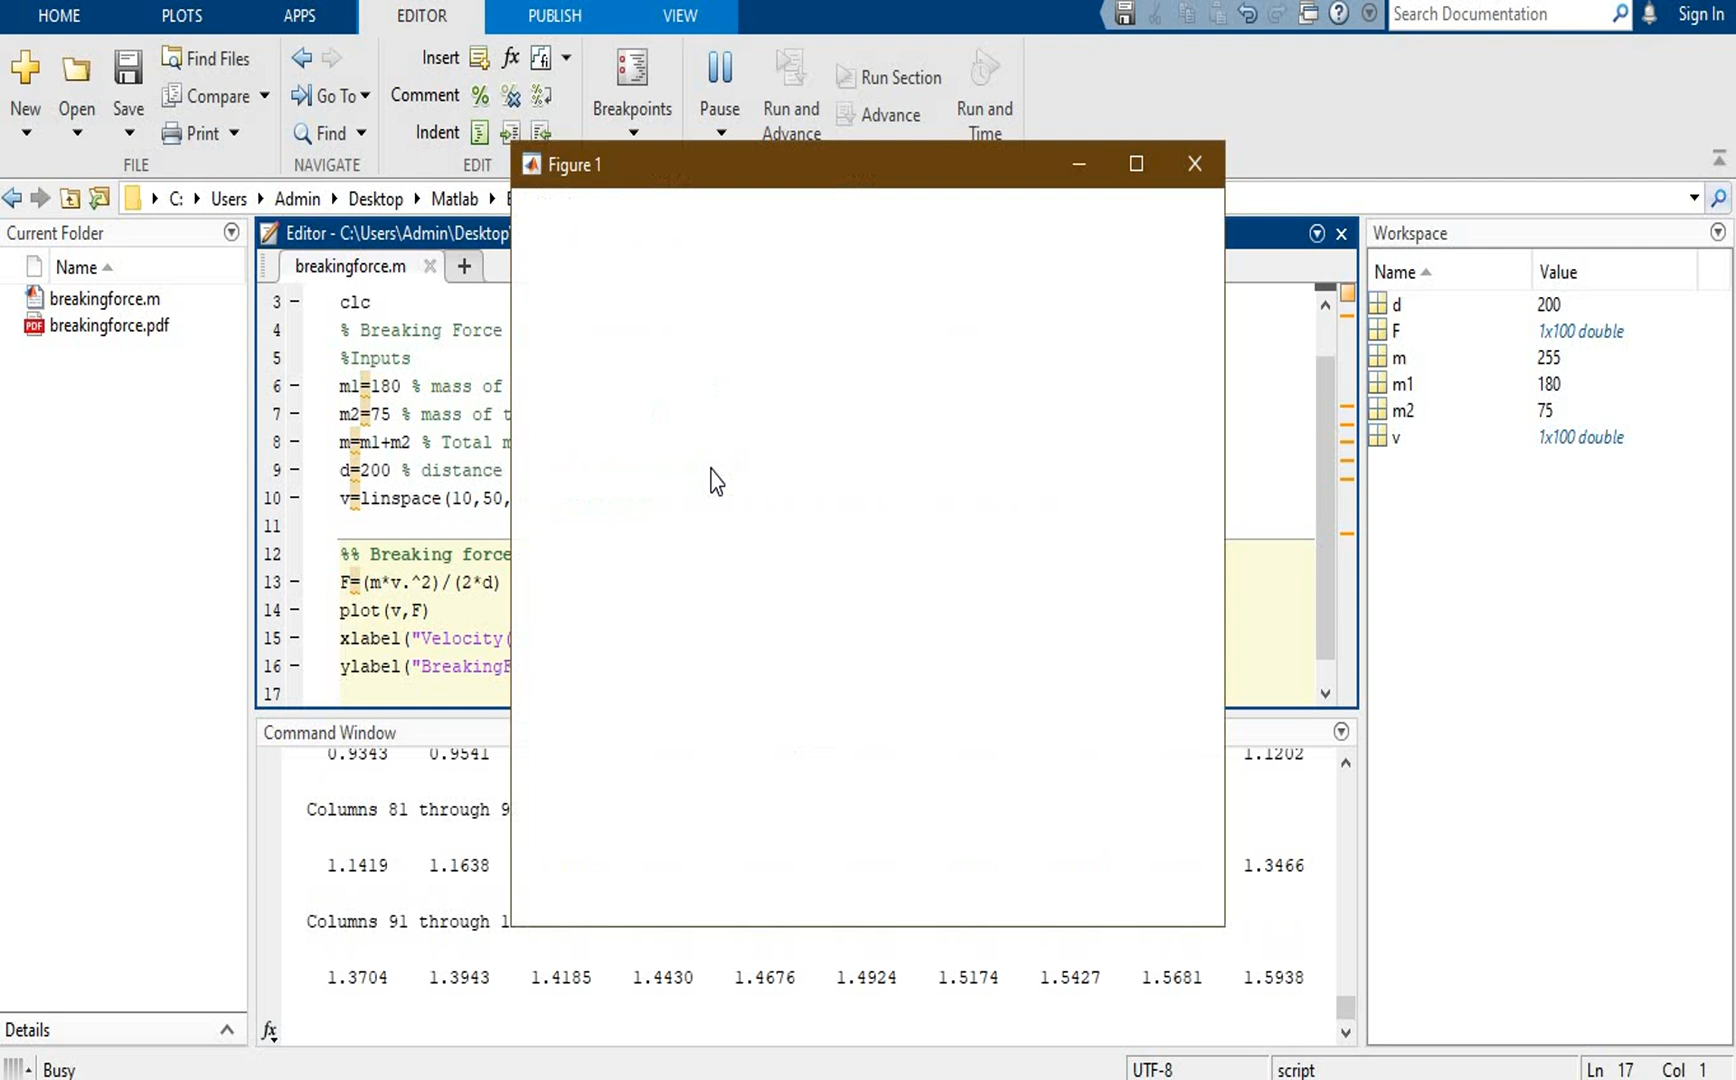 HOME PLOTS APPS EDITOR PUBLISH VIEW Search Documentation Sign In
New Open Save Find Files Compare Print Go To Find Insert fx Comment Indent Breakpoints Pause Run and Advance Run Section Advance Run and Time
FILE NAVIGATE EDIT
C: Users Admin Desktop Matlab
Figure 1
Current Folder
Name
breakingforce.m
PDF breakingforce.pdf
Details
Editor - C:\Users\Admin\Desktop
breakingforce.m +
3 - clc
4 % Breaking Force
5 %Inputs
6 - m1=180 % mass of
7 - m2=75 % mass of t
8 - m=m1+m2 % Total
9 - d=200 % distance
10 - v=linspace(10,50,
11
12 %% Breaking force
13 - F=(m*v.^2)/(2*d)
14 - plot(v,F)
15 - xlabel("Velocity(
16 - ylabel("Breaking
17
Command Window
0.9343 0.9541 1.1202
Columns 81 through 9
1.1419 1.1638 1.3466
Columns 91 through 1
1.3704 1.3943 1.4185 1.4430 1.4676 1.4924 1.5174 1.5427 1.5681 1.5938
fx
Workspace
Name Value
d 200
F 1x100 double
m 255
m1 180
m2 75
v 1x100 double
Busy
UTF-8 script Ln 17 Col 1